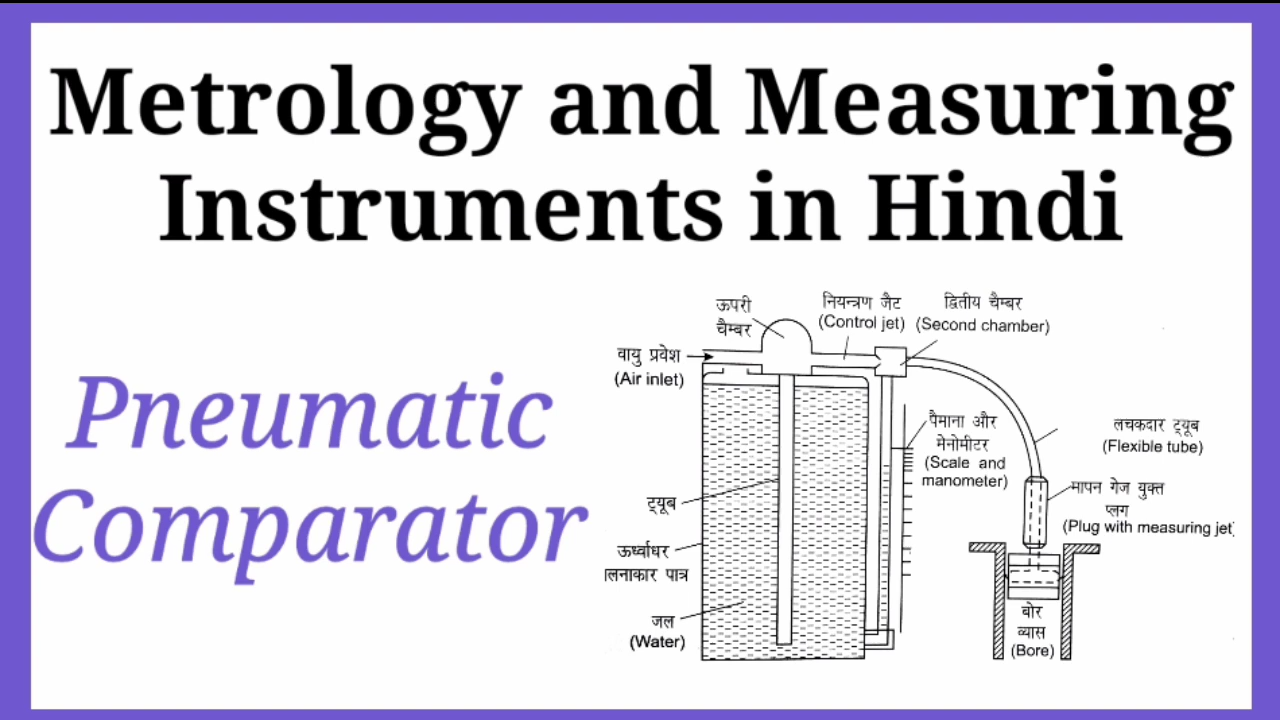 Metrology and Measuring
Instruments in Hindi
Pneumatic
Comparator
ऊपरी
चैम्बर
नियन्त्रण जैट
(Control jet)
द्वितीय चैम्बर
(Second chamber)
वायु प्रवेश
(Air inlet)
पैमाना और
मेनोमीटर
(Scale and
manometer)
लचकदार ट्यूब
(Flexible tube)
मापन गेज युक्त
प्लग
(Plug with measuring jet
ट्यूब
ऊर्ध्वाधर
लनाकार पात्र
जल
(Water)
बोर
व्यास
(Bore)